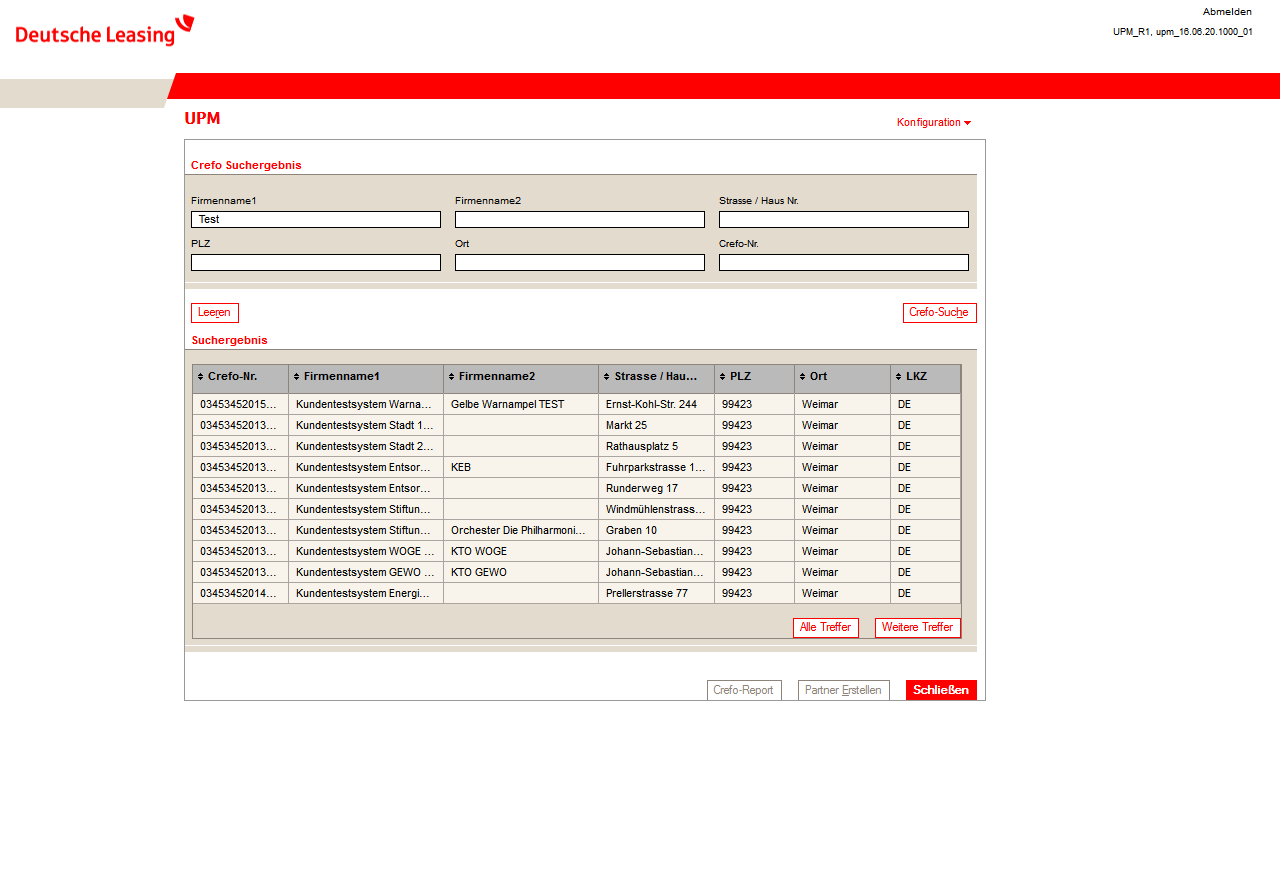 Deutsche Leasing
Abmelden
UPM_R1, upm_16.06.20.1000_01
UPM
Konfiguration
Crefo Suchergebnis
Firmenname1 Firmenname2 Strasse / Haus Nr.
Test
PLZ Ort Crefo-Nr.
Leeren Crefo-Suche
Suchergebnis
Crefo-Nr. Firmenname1 Firmenname2 Strasse / Hau... PLZ Ort LKZ
03453452015... Kundentestsystem Warna... Gelbe Warnampel TEST Ernst-Kohl-Str. 244 99423 Weimar DE
03453452013... Kundentestsystem Stadt 1... Markt 25 99423 Weimar DE
03453452013... Kundentestsystem Stadt 2... Rathausplatz 5 99423 Weimar DE
03453452013... Kundentestsystem Entsor... KEB Fuhrparkstrasse 1... 99423 Weimar DE
03453452013... Kundentestsystem Entsor... Runderweg 17 99423 Weimar DE
03453452013... Kundentestsystem Stiftun... Windmühlenstrass... 99423 Weimar DE
03453452013... Kundentestsystem Stiftun... Orchester Die Philharmoni... Graben 10 99423 Weimar DE
03453452013... Kundentestsystem WOGE ... KTO WOGE Johann-Sebastian... 99423 Weimar DE
03453452013... Kundentestsystem GEWO ... KTO GEWO Johann-Sebastian... 99423 Weimar DE
03453452014... Kundentestsystem Energi... Prellerstrasse 77 99423 Weimar DE
Alle Treffer Weitere Treffer
Crefo-Report Partner Erstellen Schließen